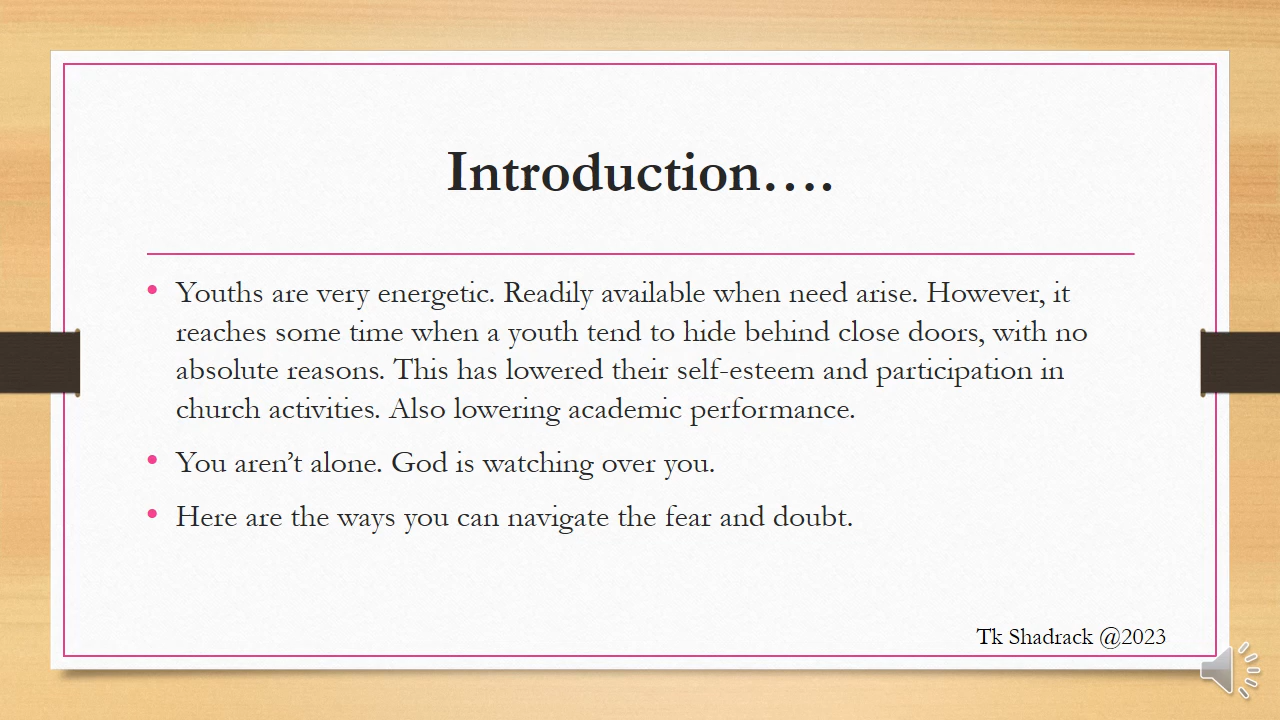 Introduction….
• Youths are very energetic. Readily available when need arise. However, it
reaches some time when a youth tend to hide behind close doors, with no
absolute reasons. This has lowered their self-esteem and participation in
church activities. Also lowering academic performance.
• You aren’t alone. God is watching over you.
• Here are the ways you can navigate the fear and doubt.
Tk Shadrack @2023